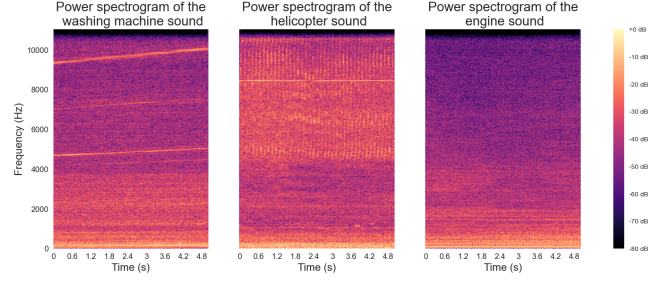 Power spectrogram of the
washing machine sound
Power spectrogram of the
helicopter sound
Power spectrogram of the
engine sound
Frequency (Hz)
10000
8000
6000
4000
2000
0
0 0.6 1.2 1.8 2.4 3 3.6 4.2 4.8
Time (s)
0 0.6 1.2 1.8 2.4 3 3.6 4.2 4.8
Time (s)
0 0.6 1.2 1.8 2.4 3 3.6 4.2 4.8
Time (s)
+0 dB
-10 dB
-20 dB
-30 dB
-40 dB
-50 dB
-60 dB
-70 dB
-80 dB